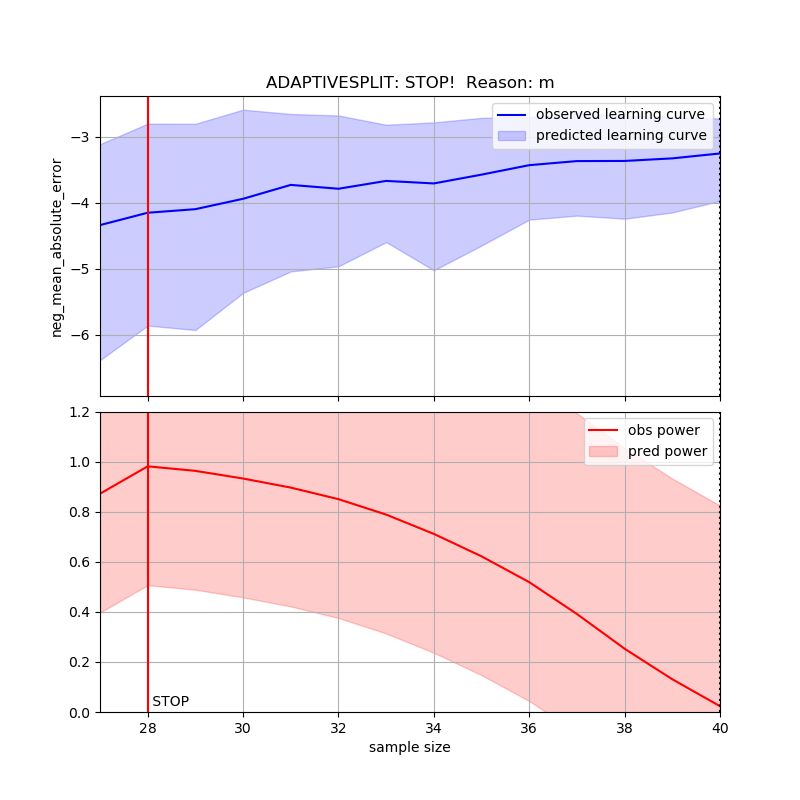 ADAPTIVESPLIT: STOP!  Reason: m
observed learning curve
predicted learning curve
neg_mean_absolute_error
−3
−4
−5
−6
obs power
pred power
1.2
1.0
0.8
0.6
0.4
0.2
0.0
STOP
28 30 32 34 36 38 40
sample size